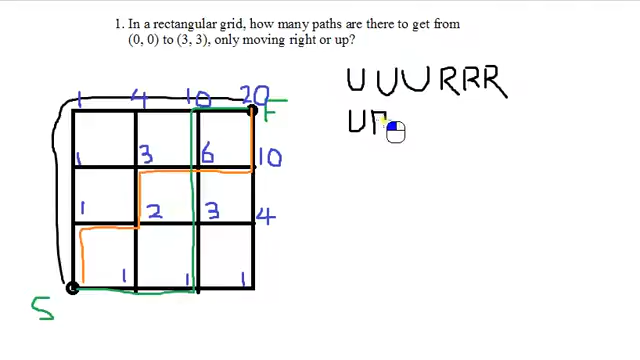 1. In a rectangular grid, how many paths are there to get from
(0, 0) to (3, 3), only moving right or up?
UUURRR
1 4 10 20
F
U
1 3 6 10
1 2 3 4
1 1 1
S